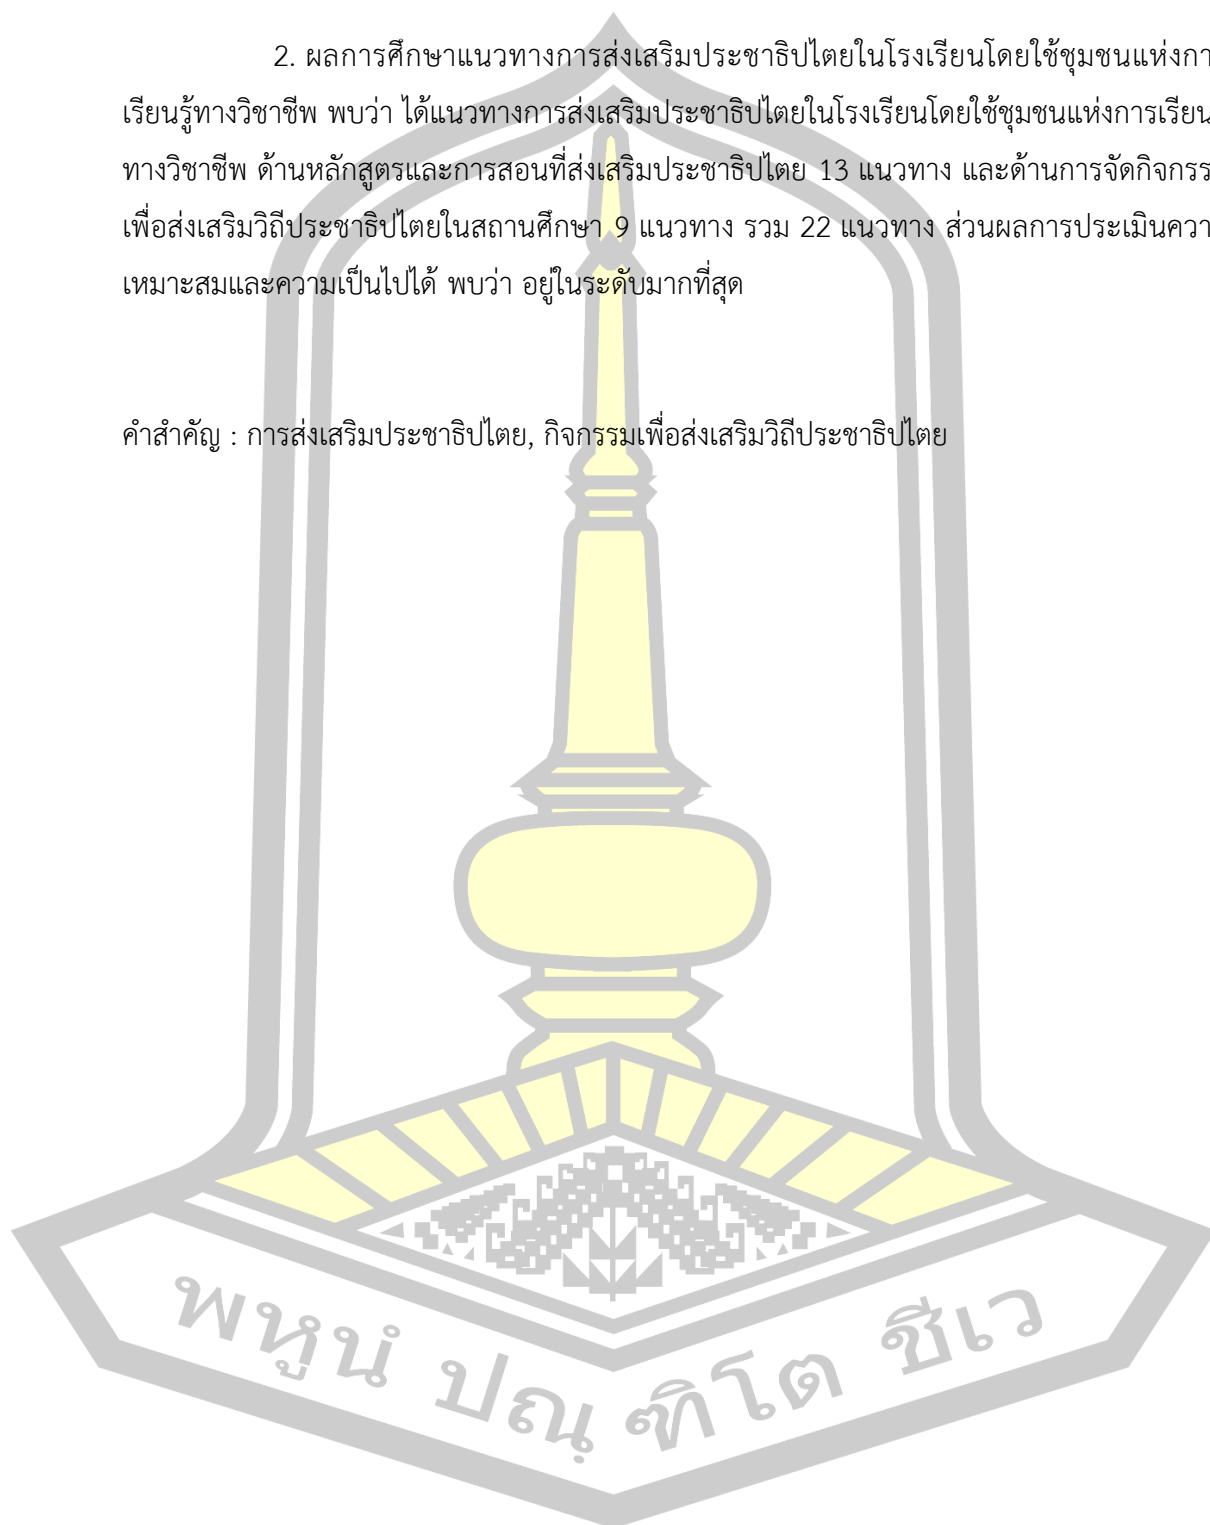 2. ผลการศึกษาแนวทางการส่งเสริมประชาธิปไตยในโรงเรียนโดยใช้ชุมชนแห่งกา
เรียนรู้ทางวิชาชีพ พบว่า ได้แนวทางการส่งเสริมประชาธิปไตยในโรงเรียนโดยใช้ชุมชนแห่งการเรียน
ทางวิชาชีพ ด้านหลักสูตรและการสอนที่ส่งเสริมประชาธิปไตย 13 แนวทาง และด้านการจัดกิจกรร
เพื่อส่งเสริมวิถีประชาธิปไตยในสถานศึกษา 9 แนวทาง รวม 22 แนวทาง ส่วนผลการประเมินควา
เหมาะสมและความเป็นไปได้ พบว่า อยู่ในระดับมากที่สุด
คำสำคัญ : การส่งเสริมประชาธิปไตย, กิจกรรมเพื่อส่งเสริมวิถีประชาธิปไตย
พหูนํ ปณฺฑิโต ชีเว